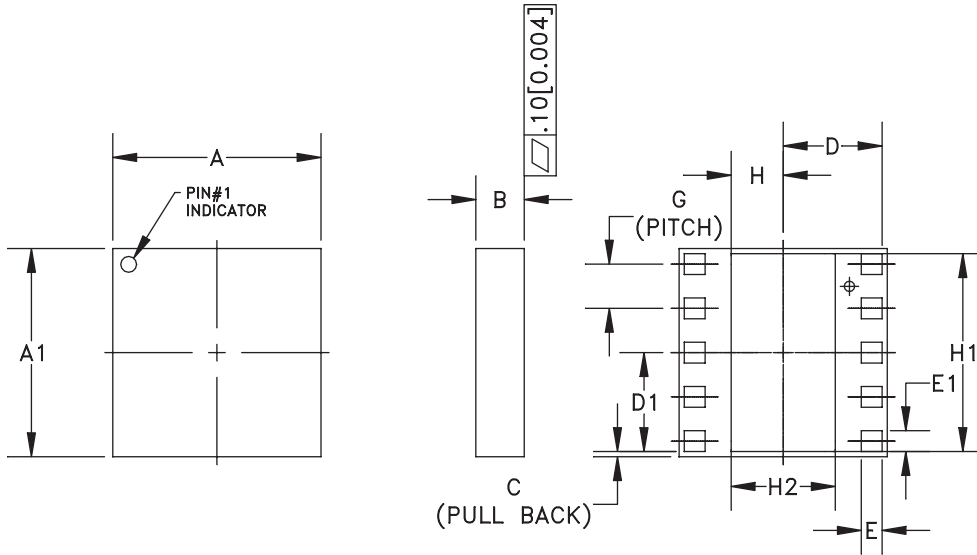 .10[0.004]
A
PIN#1
INDICATOR
B
D
H
G
(PITCH)
A1
H1
E1
D1
C
(PULL BACK)
H2
E